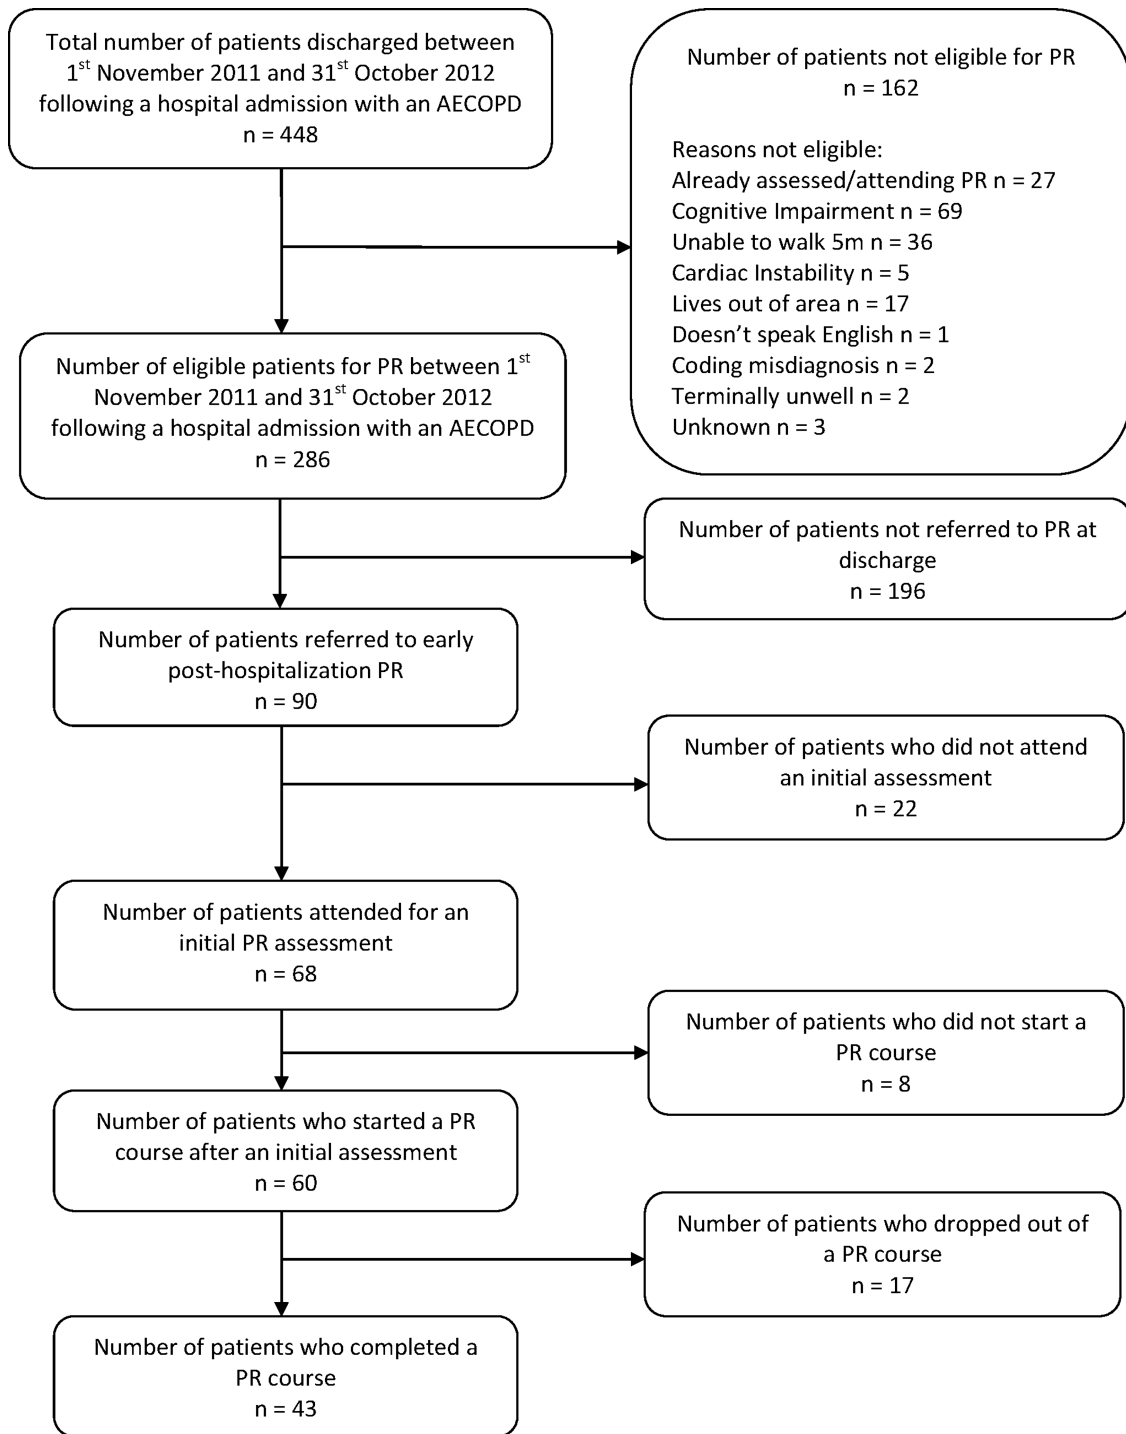 Total number of patients discharged between
1st November 2011 and 31st October 2012
following a hospital admission with an AECOPD
n = 448
Number of patients not eligible for PR
n = 162
Reasons not eligible:
Already assessed/attending PR n = 27
Cognitive Impairment n = 69
Unable to walk 5m n = 36
Cardiac Instability n = 5
Lives out of area n = 17
Doesn’t speak English n = 1
Coding misdiagnosis n = 2
Terminally unwell n = 2
Unknown n = 3
Number of eligible patients for PR between 1st
November 2011 and 31st October 2012
following a hospital admission with an AECOPD
n = 286
Number of patients not referred to PR at
discharge
n = 196
Number of patients referred to early
post-hospitalization PR
n = 90
Number of patients who did not attend
an initial assessment
n = 22
Number of patients attended for an
initial PR assessment
n = 68
Number of patients who did not start a
PR course
n = 8
Number of patients who started a PR
course after an initial assessment
n = 60
Number of patients who dropped out of
a PR course
n = 17
Number of patients who completed a
PR course
n = 43